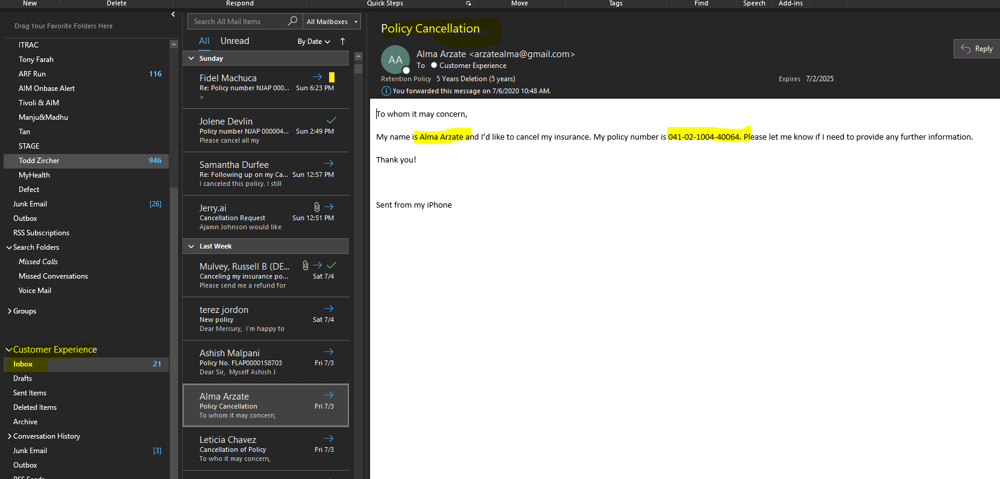 New Delete Respond Quick Steps Move Tags Find Speech Add-ins
Drag Your Favorite Folders Here
ITRAC
Tony Farah
ARF Run 116
AIM Onbase Alert
Tivoli & AIM
Manju&Madhu
Tan
STAGE
Todd Zircher 946
MyHealth
Defect
Junk Email [26]
Outbox
RSS Subscriptions
Search Folders
Missed Calls
Missed Conversations
Voice Mail
Groups
Customer Experience
Inbox 21
Drafts
Sent Items
Deleted Items
Archive
Conversation History
Junk Email [3]
Outbox
RSS Feeds
Search All Mail Items All Mailboxes
All Unread By Date
Sunday
Fidel Machuca
Re: Policy number NJAP 000... Sun 6:23 PM
>
Jolene Devlin
Policy number NJAP 000004... Sun 2:49 PM
Please cancel all my
Samantha Durfee
Re: Following up on my Ca... Sun 12:57 PM
I canceled this policy. I still
Jerry.ai
Cancellation Request Sun 12:51 PM
Ajamn Johnson would like
Last Week
Mulvey, Russell B (DE...
Canceling my insurance po... Sat 7/4
Please send me a refund for
terez jordon
New policy Sat 7/4
Dear Mercury, I'm happy to
Ashish Malpani
Policy No. FLAP0000158703 Fri 7/3
Dear Sir, Myself Ashish J
Alma Arzate
Policy Cancellation Fri 7/3
To whom it may concern,
Leticia Chavez
Cancellation of Policy Fri 7/3
To who it may concern,
Policy Cancellation
AA
Alma Arzate <arzatealma@gmail.com>
To Customer Experience
Reply
Retention Policy 5 Years Deletion (5 years) Expires 7/2/2025
You forwarded this message on 7/6/2020 10:48 AM.
To whom it may concern,
My name is Alma Arzate and I'd like to cancel my insurance. My policy number is 041-02-1004-40064. Please let me know if I need to provide any further information.
Thank you!
Sent from my iPhone